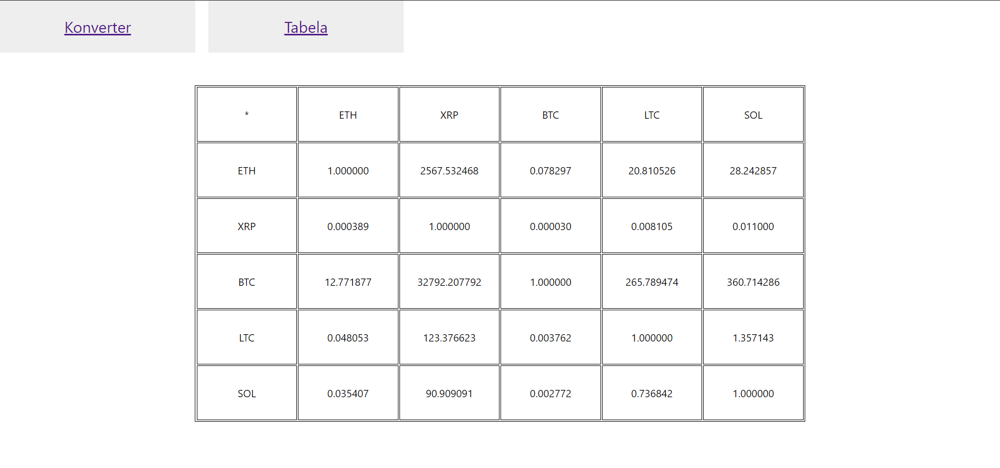 Konverter Tabela
* ETH XRP BTC LTC SOL
ETH 1.000000 2567.532468 0.078297 20.810526 28.242857
XRP 0.000389 1.000000 0.000030 0.008105 0.011000
BTC 12.771877 32792.207792 1.000000 265.789474 360.714286
LTC 0.048053 123.376623 0.003762 1.000000 1.357143
SOL 0.035407 90.909091 0.002772 0.736842 1.000000